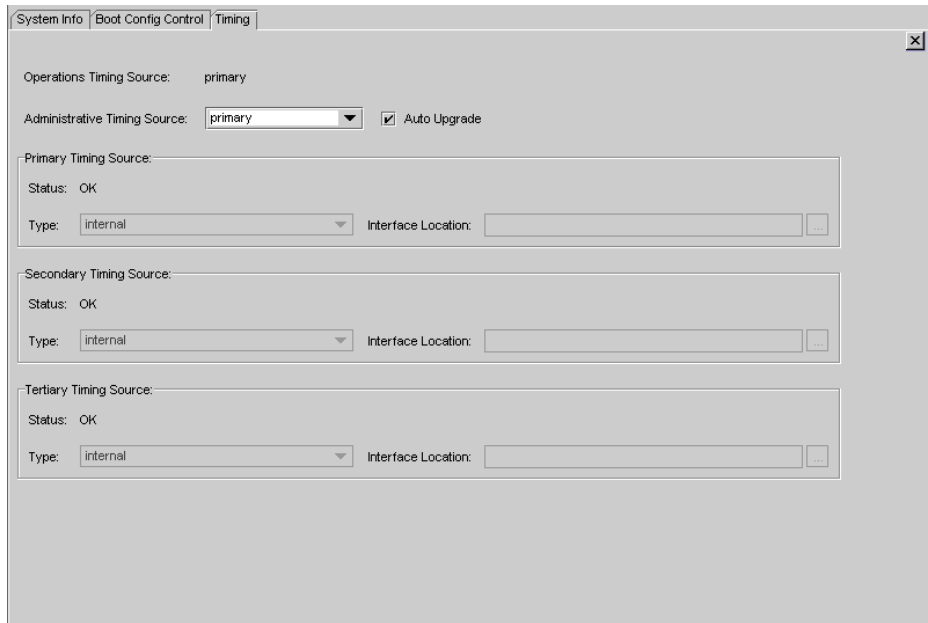 System Info Boot Config Control Timing
Operations Timing Source: primary
Administrative Timing Source: primary Auto Upgrade
Primary Timing Source:
Status: OK
Type: internal Interface Location: ...
Secondary Timing Source:
Status: OK
Type: internal Interface Location: ...
Tertiary Timing Source:
Status: OK
Type: internal Interface Location: ...